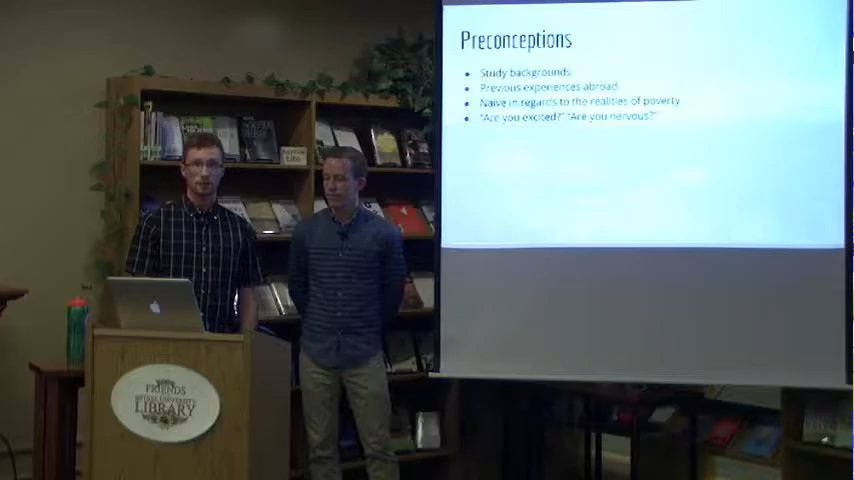 Preconceptions
Study backgrounds
Previous experiences abroad
Naive in regards to the realities of poverty
"Are you excited?" "Are you nervous?"
FRIENDS
LIBRARY